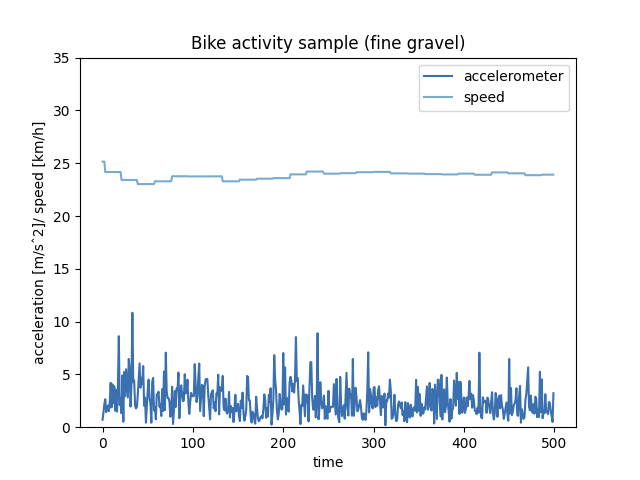 Bike activity sample (fine gravel)
accelerometer
speed
acceleration [m/sˆ2]/ speed [km/h]
35
30
25
20
15
10
5
0
0 100 200 300 400 500
time